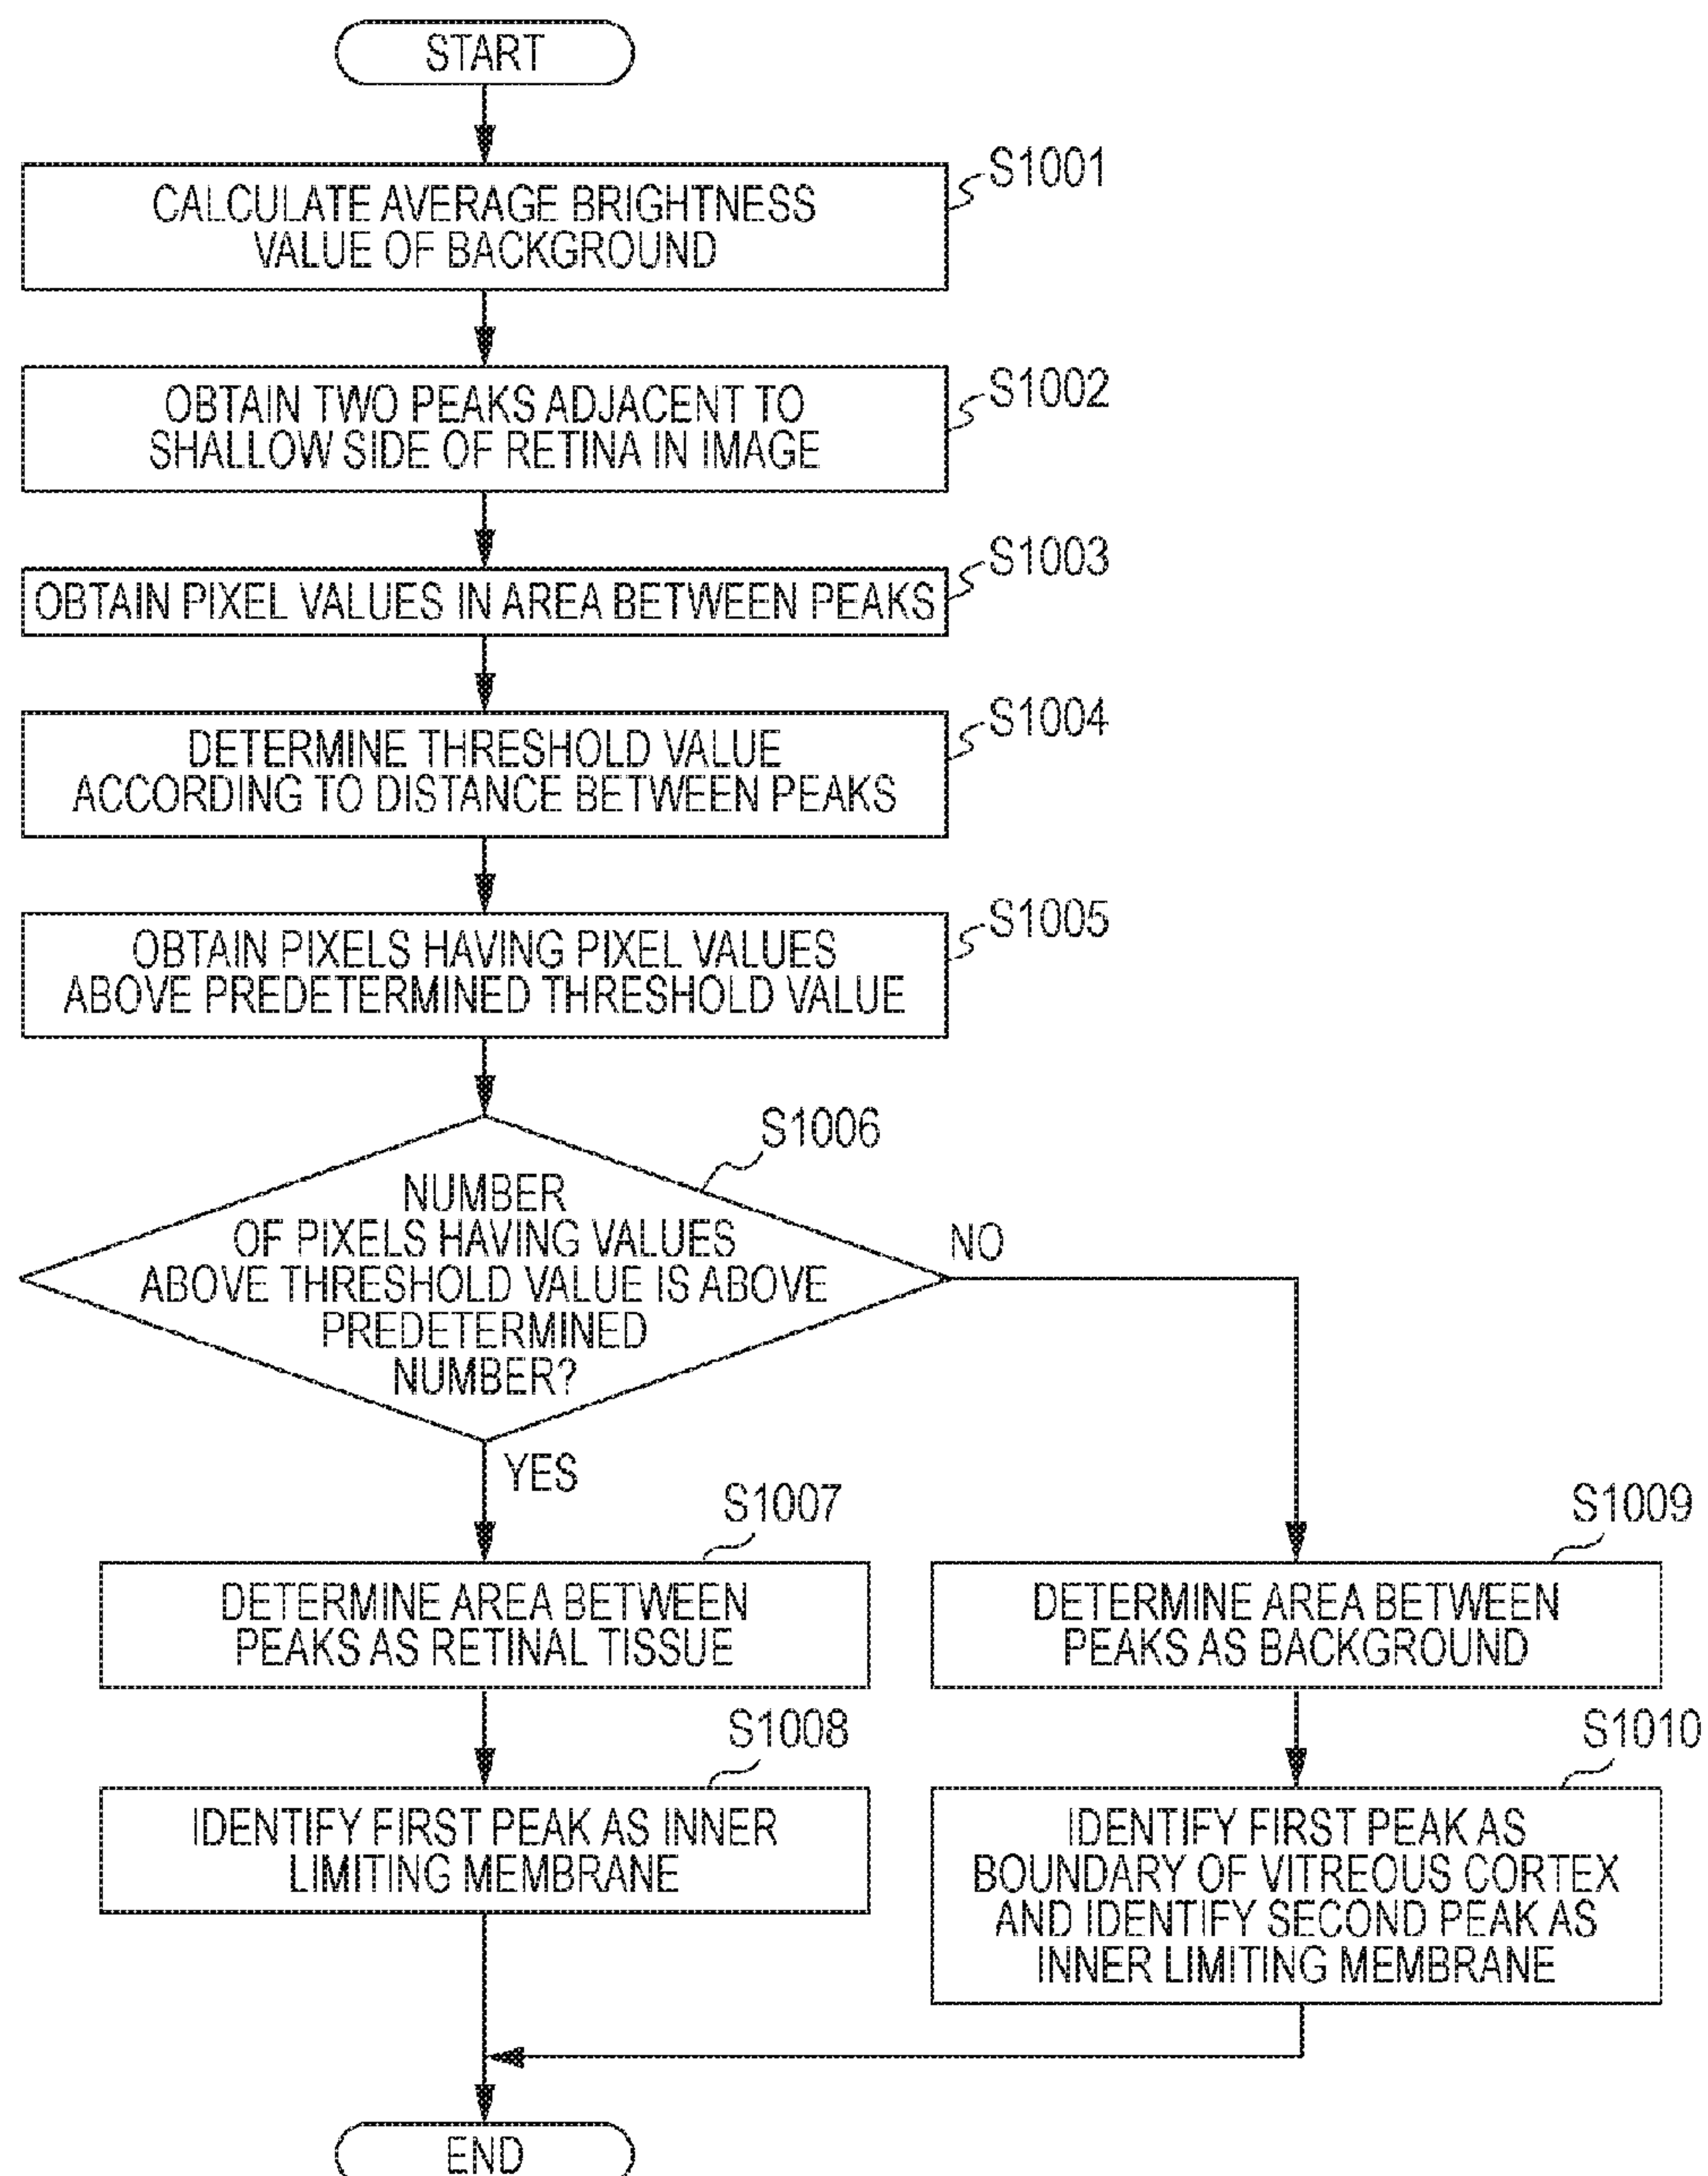 START
S1001
CALCULATE AVERAGE BRIGHTNESS
VALUE OF BACKGROUND
S1002
OBTAIN TWO PEAKS ADJACENT TO
SHALLOW SIDE OF RETINA IN IMAGE
S1003
OBTAIN PIXEL VALUES IN AREA BETWEEN PEAKS
S1004
DETERMINE THRESHOLD VALUE
ACCORDING TO DISTANCE BETWEEN PEAKS
S1005
OBTAIN PIXELS HAVING PIXEL VALUES
ABOVE PREDETERMINED THRESHOLD VALUE
S1006
NUMBER
OF PIXELS HAVING VALUES
ABOVE THRESHOLD VALUE IS ABOVE
PREDETERMINED
NUMBER?
NO
YES
S1007
DETERMINE AREA BETWEEN
PEAKS AS RETINAL TISSUE
S1008
IDENTIFY FIRST PEAK AS INNER
LIMITING MEMBRANE
S1009
DETERMINE AREA BETWEEN
PEAKS AS BACKGROUND
S1010
IDENTIFY FIRST PEAK AS
BOUNDARY OF VITREOUS CORTEX
AND IDENTIFY SECOND PEAK AS
INNER LIMITING MEMBRANE
END